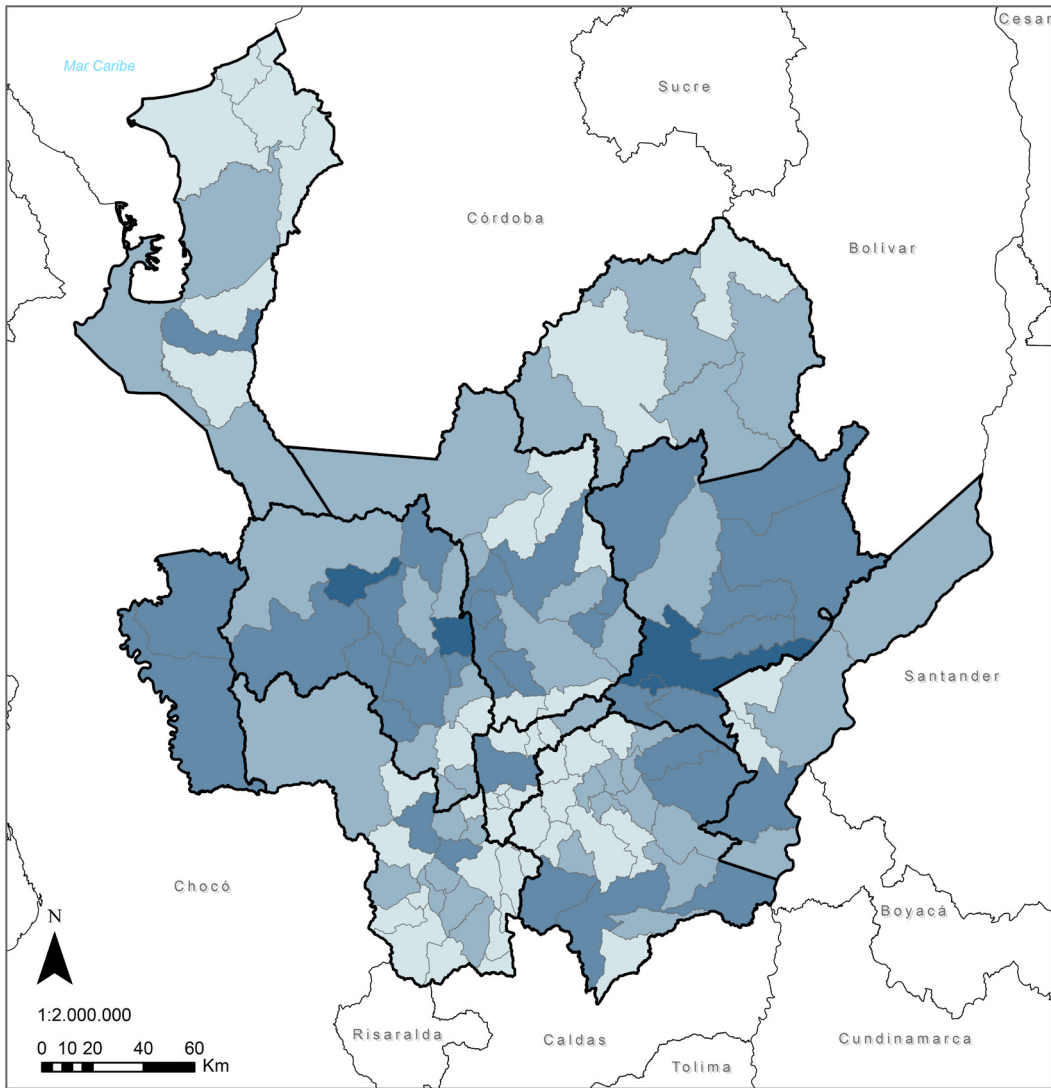 Cesar
Mar Caribe
Sucre
Córdoba
Bolívar
Santander
Chocó
Boyacá
N
1:2.000.000
Risaralda
Caldas
Cundinamarca
0 10 20 40 60
Km
Tolima